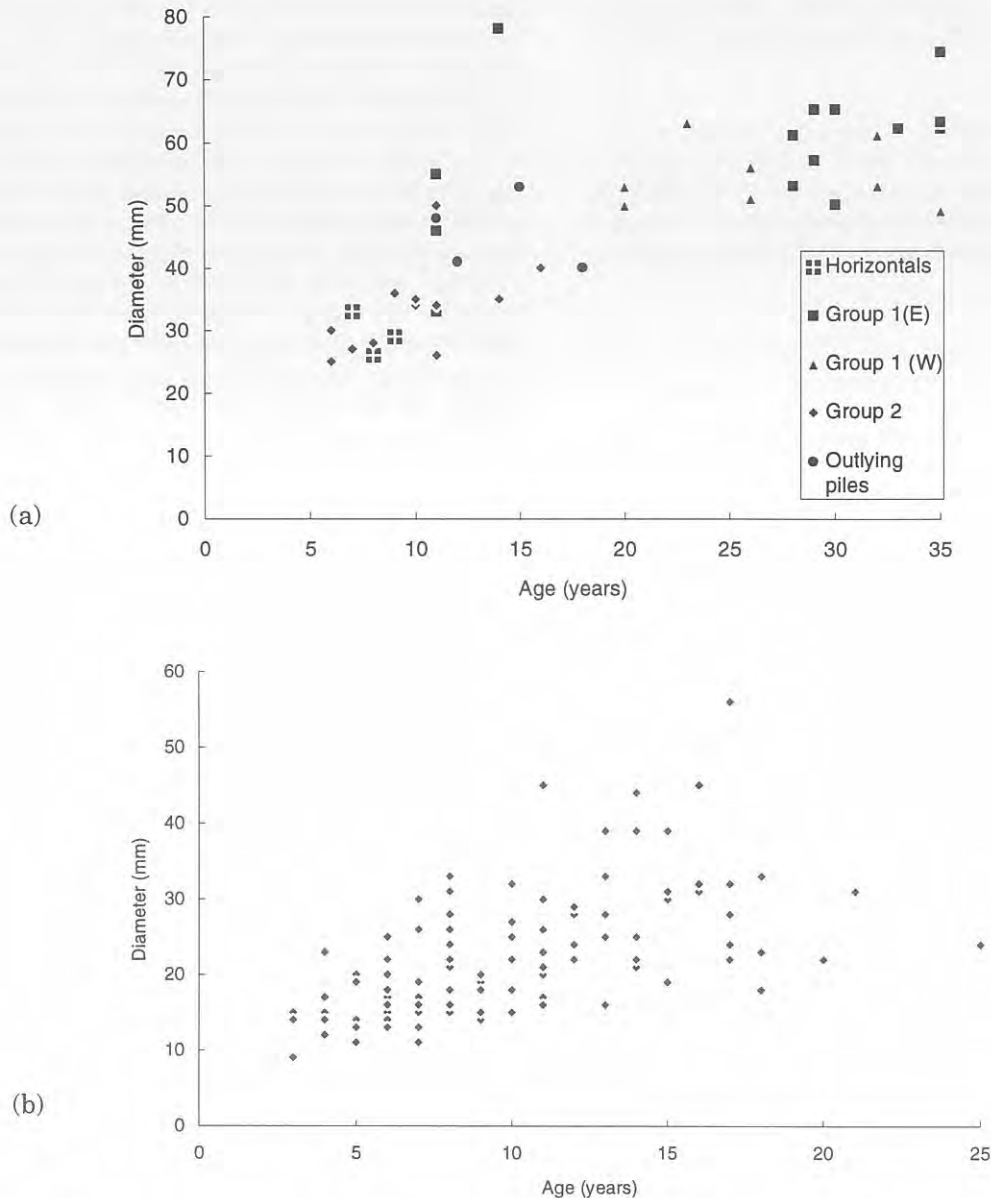 80
70
60
50
40
30
20
10
0
Diameter (mm)
Horizontals
Group 1(E)
Group 1 (W)
Group 2
Outlying
piles
(a)
0 5 10 15 20 25 30 35
Age (years)
60
50
40
30
20
10
0
Diameter (mm)
(b)
0 5 10 15 20 25
Age (years)